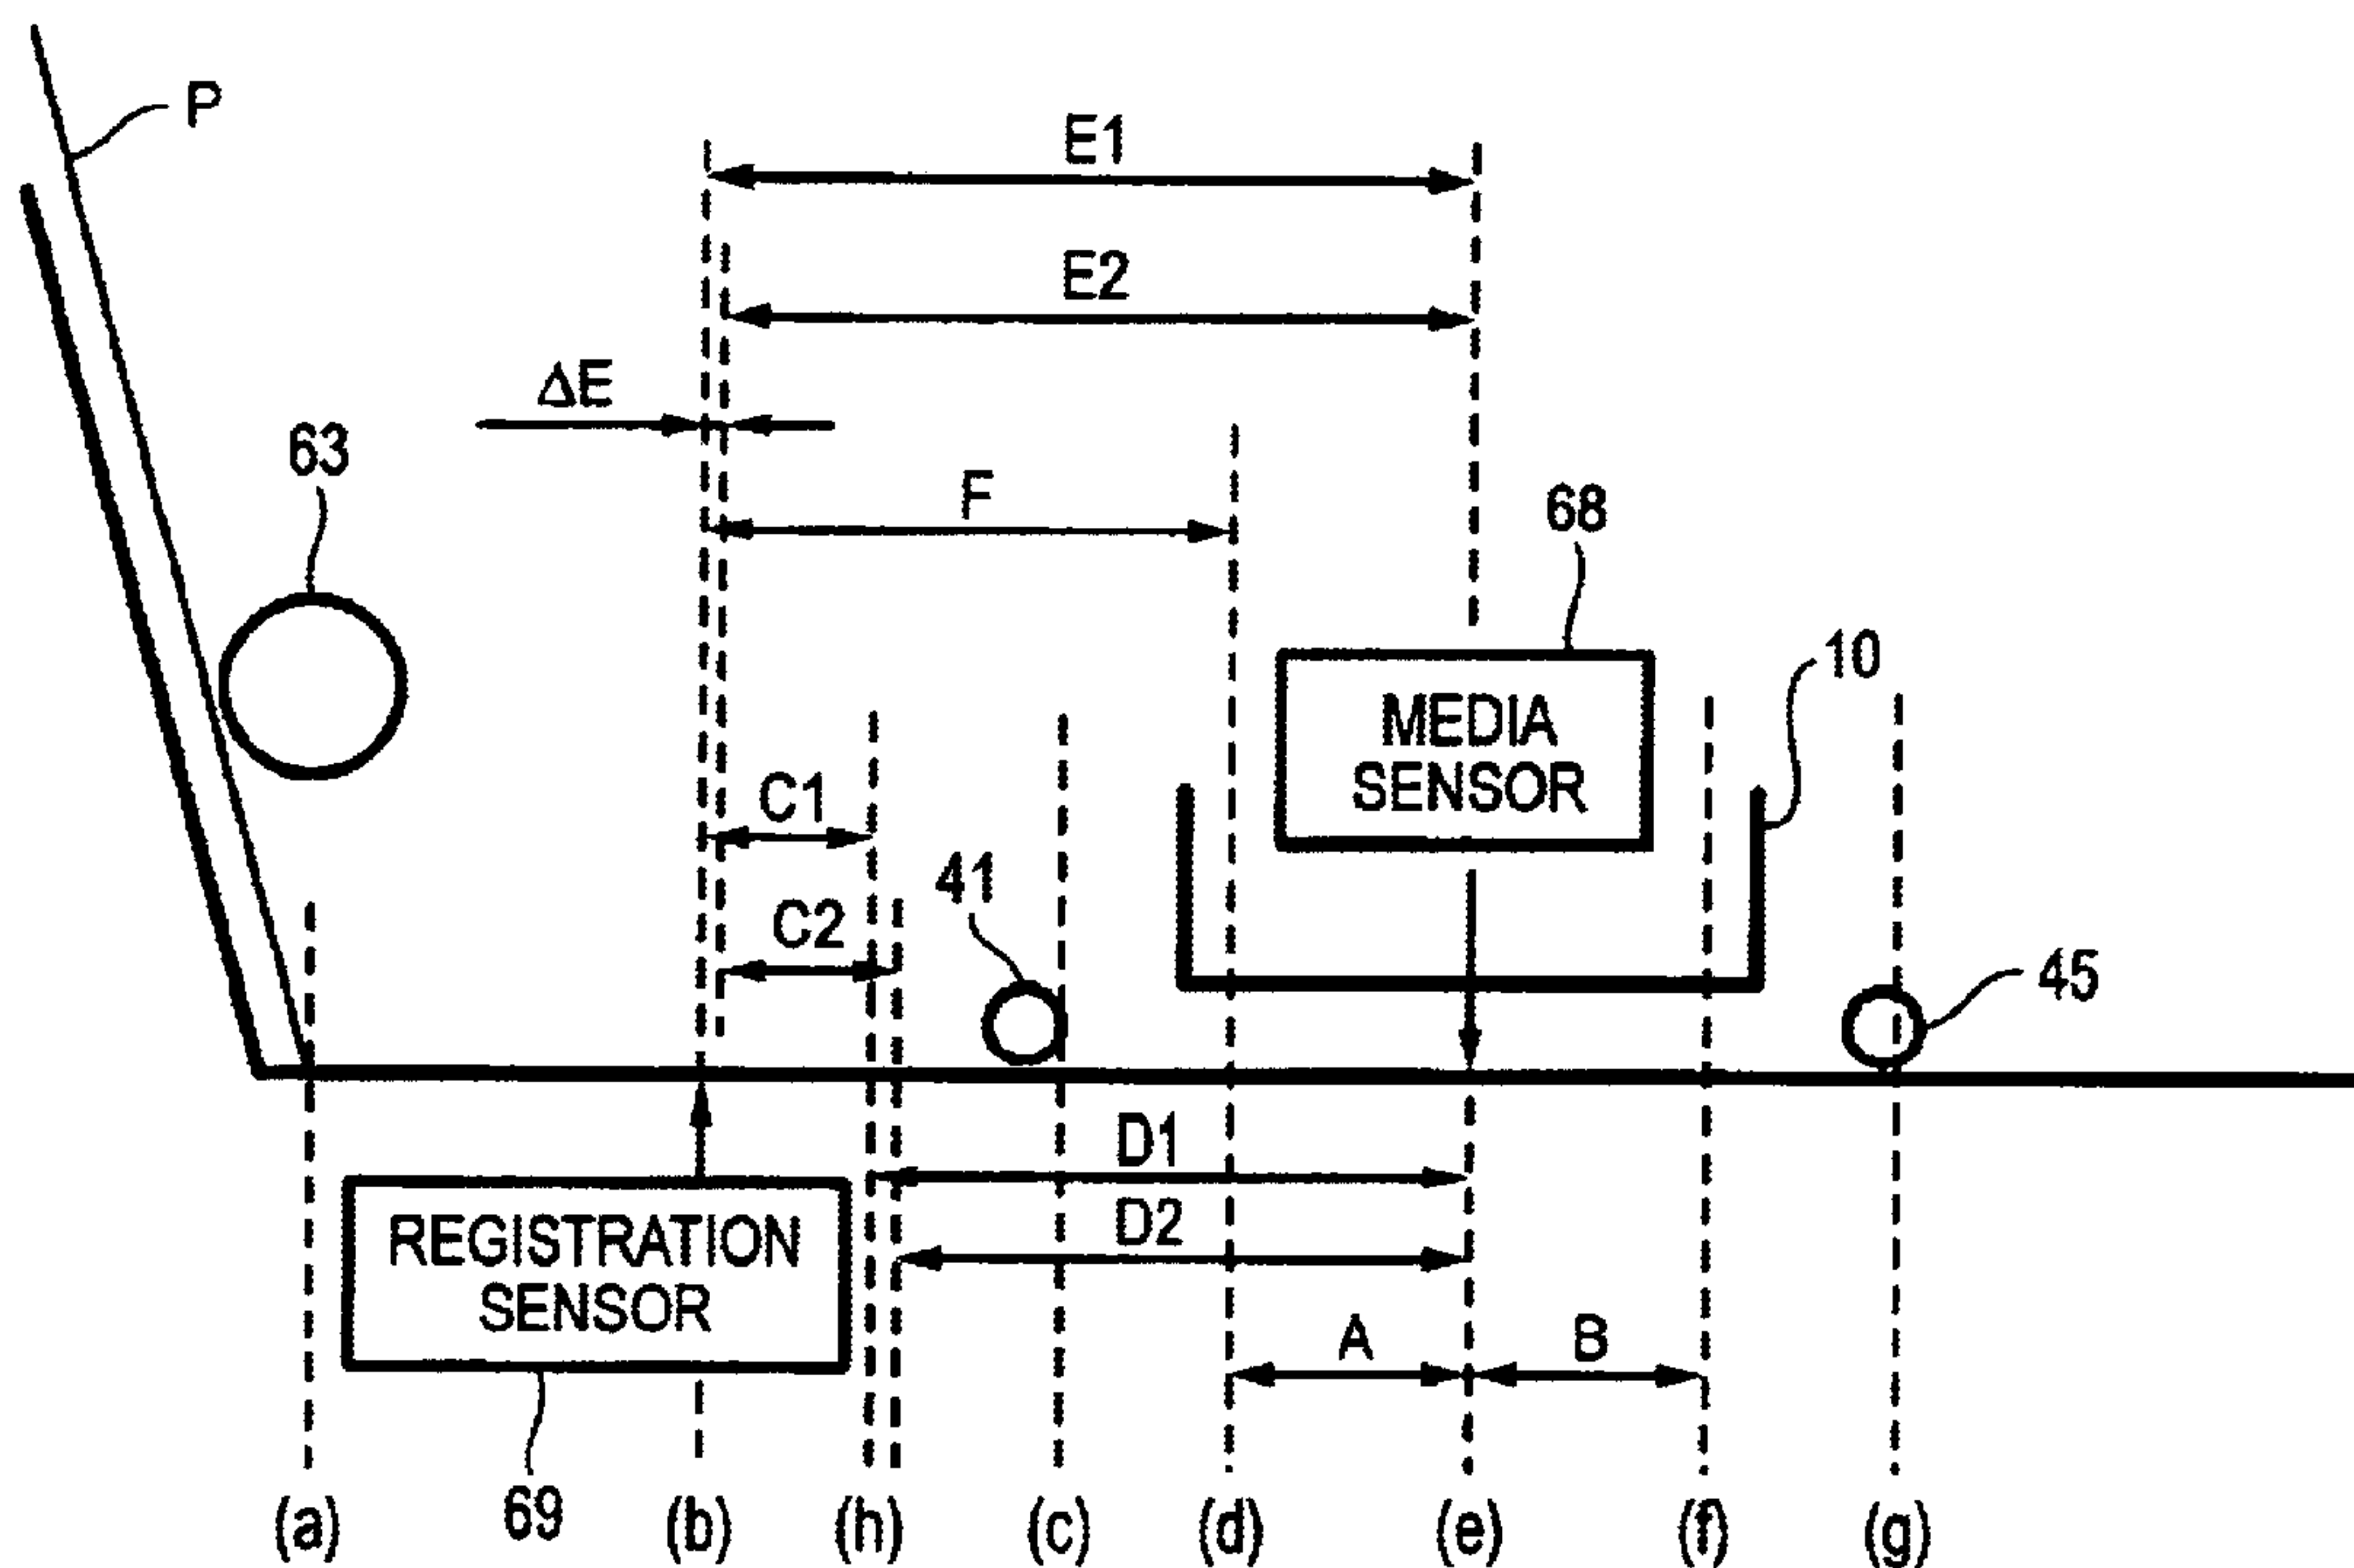 P
E1
E2
ΔE
63
F
68
10
MEDIA
SENSOR
C1
41
C2
45
D1
REGISTRATION
SENSOR
D2
A
B
69
(a)
(b)
(h)
(c)
(d)
(e)
(f)
(g)